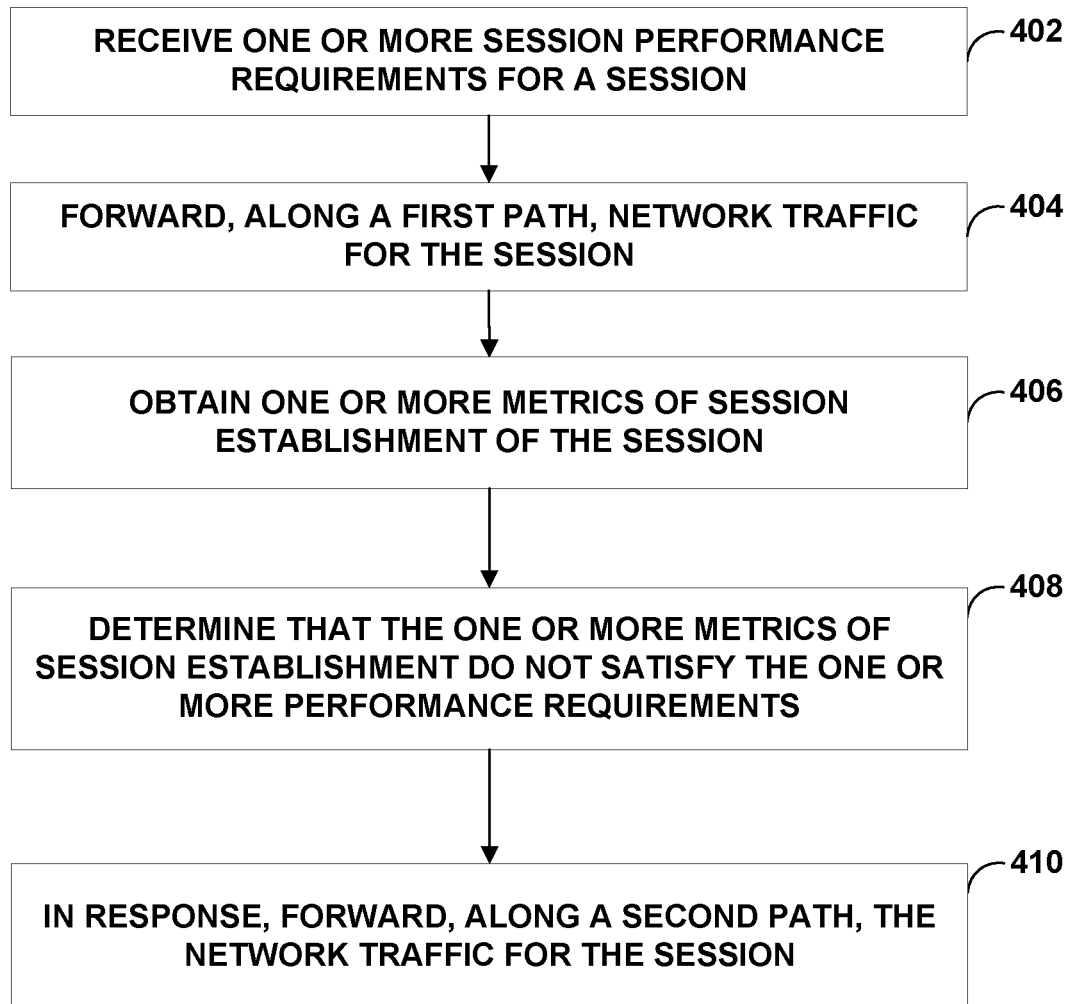 RECEIVE ONE OR MORE SESSION PERFORMANCE
REQUIREMENTS FOR A SESSION
402
FORWARD, ALONG A FIRST PATH, NETWORK TRAFFIC
FOR THE SESSION
404
OBTAIN ONE OR MORE METRICS OF SESSION
ESTABLISHMENT OF THE SESSION
406
DETERMINE THAT THE ONE OR MORE METRICS OF
SESSION ESTABLISHMENT DO NOT SATISFY THE ONE OR
MORE PERFORMANCE REQUIREMENTS
408
IN RESPONSE, FORWARD, ALONG A SECOND PATH, THE
NETWORK TRAFFIC FOR THE SESSION
410